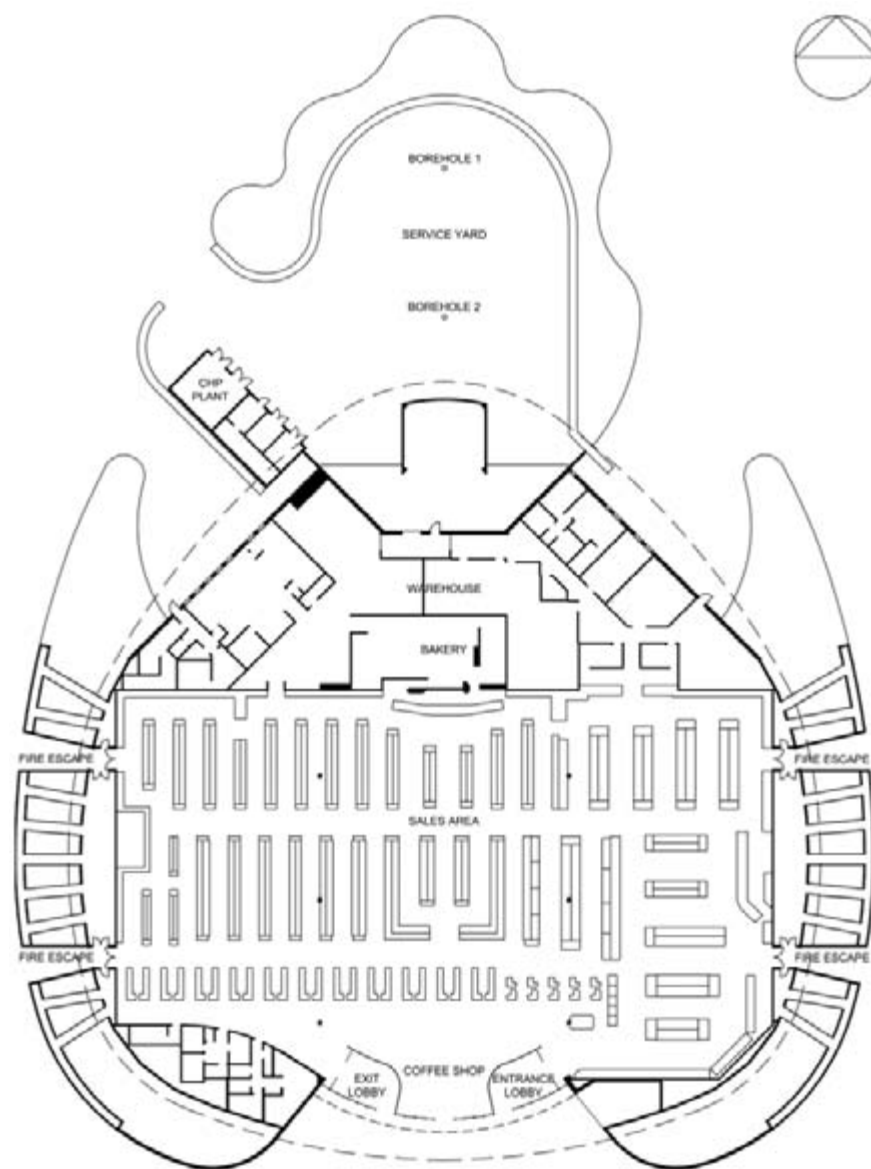 BOREHOLE 1
SERVICE YARD
BOREHOLE 2
CHP
PLANT
WAREHOUSE
BAKERY
FIRE ESCAPE
FIRE ESCAPE
SALES AREA
FIRE ESCAPE
FIRE ESCAPE
EXIT
LOBBY
COFFEE SHOP
ENTRANCE
LOBBY